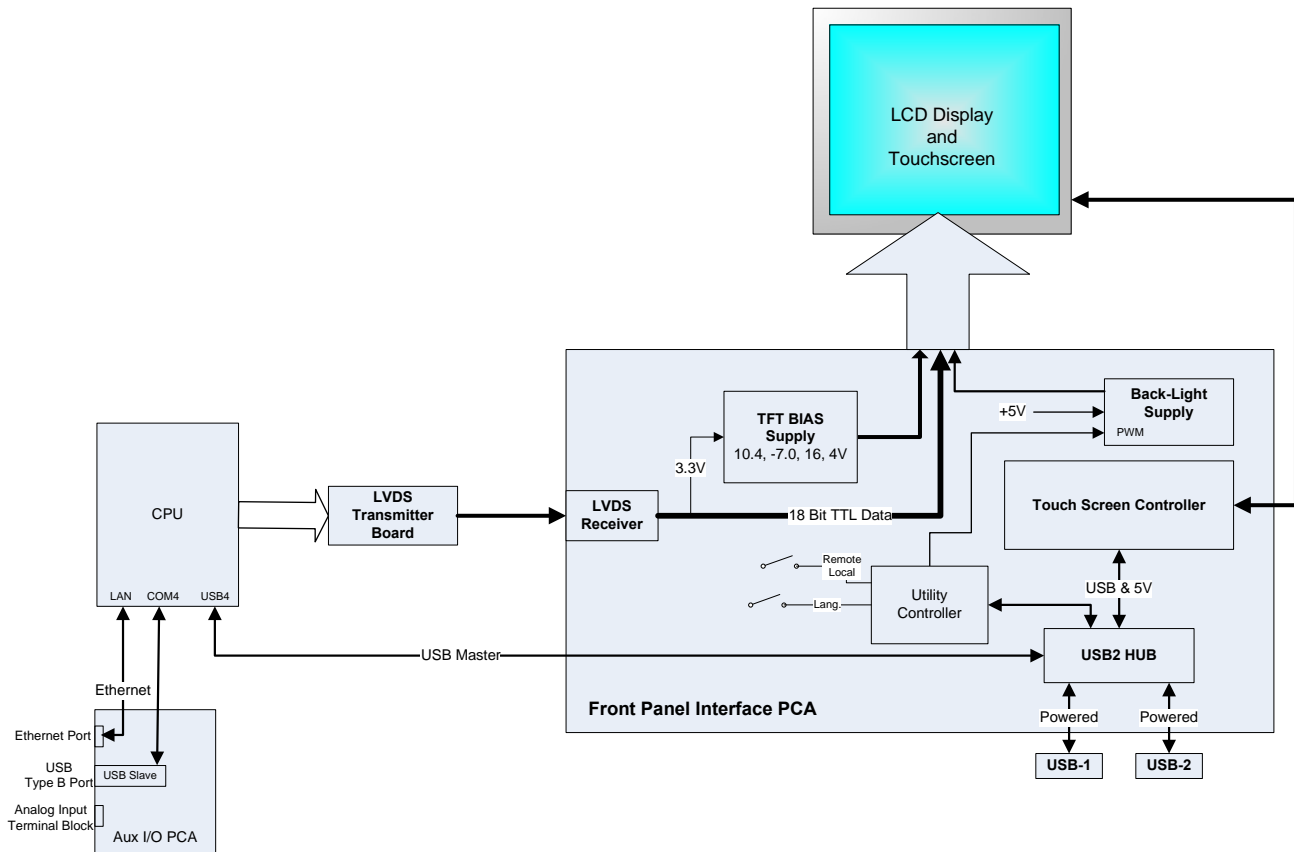 LCD Display
and
Touchscreen
TFT BIAS
Supply
10.4, -7.0, 16, 4V
Back-Light
Supply
PWM
+5V
3.3V
CPU
LAN
COM4
USB4
LVDS
Transmitter
Board
LVDS
Receiver
18 Bit TTL Data
Touch Screen Controller
Remote
Local
Lang.
Utility
Controller
USB & 5V
USB2 HUB
USB Master
Ethernet
Front Panel Interface PCA
Powered
Powered
USB-1
USB-2
Ethernet Port
USB
Type B Port
USB Slave
Analog Input
Terminal Block
Aux I/O PCA